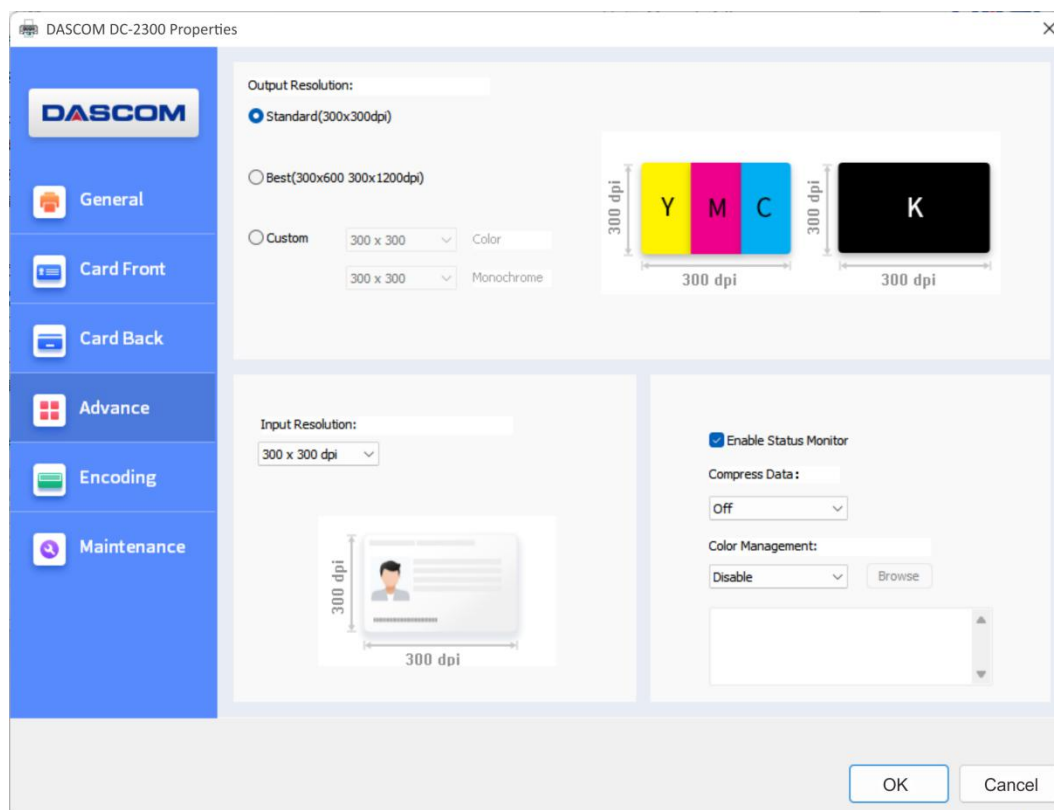 DASCOM DC-2300 Properties
DASCOM
General
Card Front
Card Back
Advance
Encoding
Maintenance
Output Resolution:
Standard(300x300dpi)
Best(300x600 300x1200dpi)
Custom
300 x 300
Color
300 x 300
Monochrome
300 dpi
Y M C
300 dpi
300 dpi
K
300 dpi
Input Resolution:
300 x 300 dpi
300 dpi
300 dpi
Enable Status Monitor
Compress Data:
Off
Color Management:
Disable
Browse
OK
Cancel